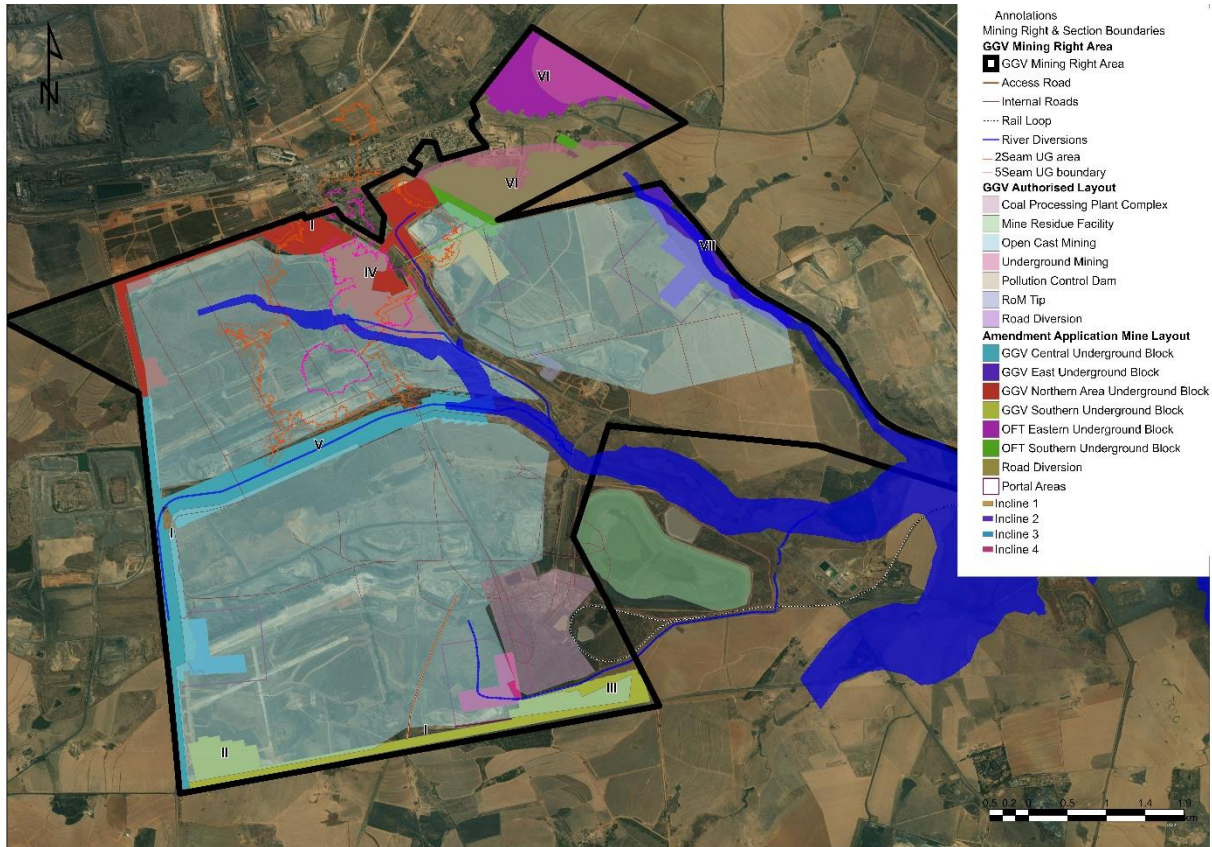 N
VI
VI
I
IV
VII
V
I
II
III
I
Annotations
Mining Right & Section Boundaries
GGV Mining Right Area
GGV Mining Right Area
Access Road
Internal Roads
Rail Loop
River Diversions
2Seam UG area
5Seam UG boundary
GGV Authorised Layout
Coal Processing Plant Complex
Mine Residue Facility
Open Cast Mining
Underground Mining
Pollution Control Dam
RoM Tip
Road Diversion
Amendment Application Mine Layout
GGV Central Underground Block
GGV East Underground Block
GGV Northern Area Underground Block
GGV Southern Underground Block
OFT Eastern Underground Block
OFT Southern Underground Block
Road Diversion
Portal Areas
Incline 1
Incline 2
Incline 3
Incline 4
0.5 0.2 0 0.5 1 1.4 1.9
km